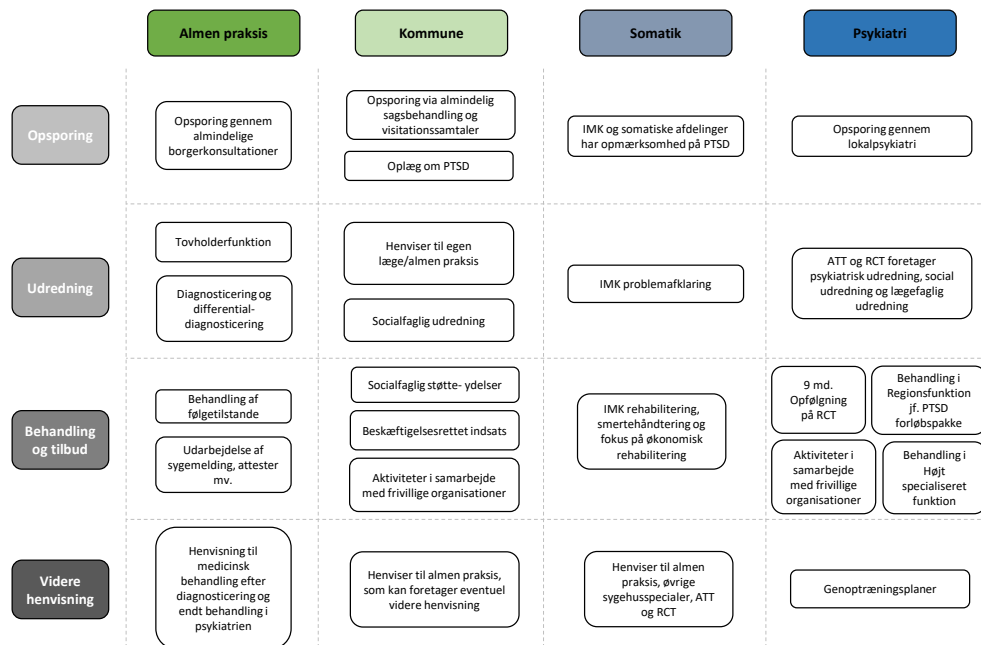 Almen praksis
Kommune
Somatik
Psykiatri
Opsporing
Opsporing gennem
almindelige
borgerkonsultationer
Opsporing via almindelig
sagsbehandling og
visitationssamtaler
Oplæg om PTSD
IMK og somatiske afdelinger
har opmærksomhed på PTSD
Opsporing gennem
lokalpsykiatri
Udredning
Tovholderfunktion
Diagnosticering og
differential-
diagnosticering
Henviser til egen
læge/almen praksis
Socialfaglig udredning
IMK problemafklaring
ATT og RCT foretager
psykiatrisk udredning, social
udredning og lægefaglig
udredning
Behandling
og tilbud
Behandling af
følgetilstande
Udarbejdelse af
sygemelding, attester
mv.
Socialfaglig støtte- ydelser
Beskæftigelsesrettet indsats
Aktiviteter i samarbejde
med frivillige organisationer
IMK rehabilitering,
smertehåndtering og
fokus på økonomisk
rehabilitering
9 md.
Opfølgning
på RCT
Behandling i
Regionsfunktion
jf. PTSD
forløbspakke
Aktiviteter i
samarbejde
med frivillige
organisationer
Behandling i
Højt
specialiseret
funktion
Videre
henvisning
Henvisning til
medicinsk
behandling efter
diagnosticering og
endt behandling i
psykiatrien
Henviser til almen praksis,
som kan foretager eventuel
videre henvisning
Henviser til almen
praksis, øvrige
sygehusspecialer, ATT
og RCT
Genoptræningsplaner